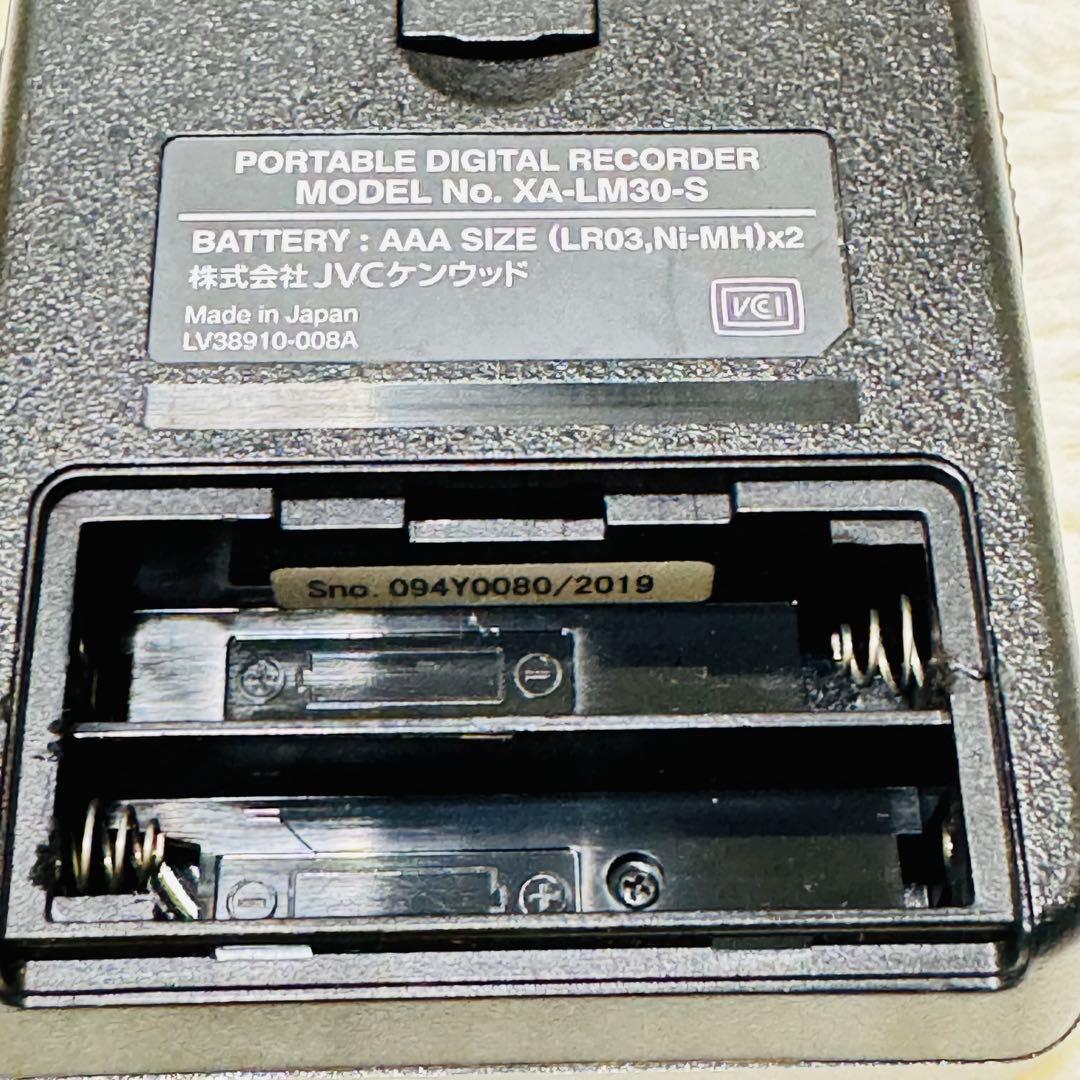 PORTABLE DIGITAL RECORDER
MODEL No. XA-LM30-S
BATTERY : AAA SIZE (LR03,Ni-MH)x2
株式会社 JVCケンウッド
Made in Japan
LV38910-008A
VCI
Sno. 094Y0080/2019